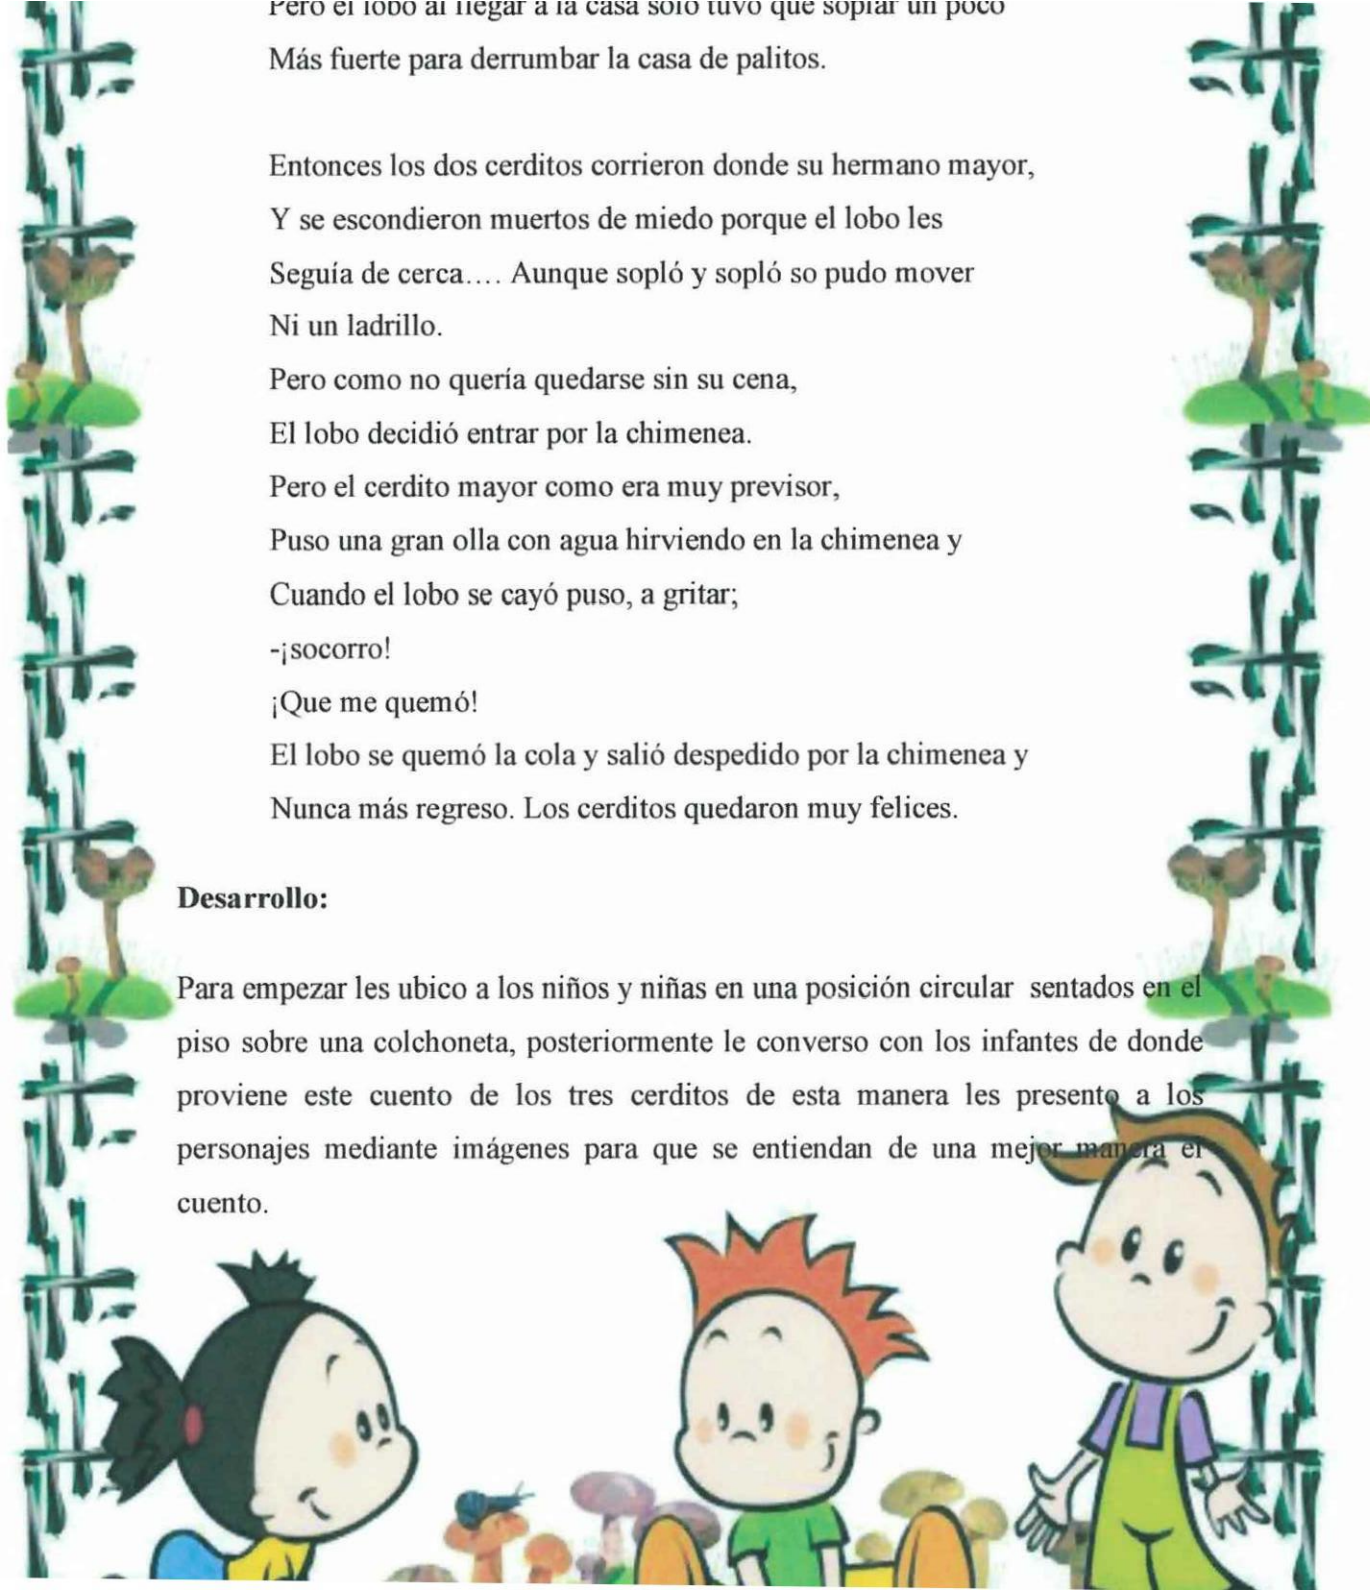 Pero el lobo al llegar a la casa solo tuvo que soplar un poco
Más fuerte para derrumbar la casa de palitos.
Entonces los dos cerditos corrieron donde su hermano mayor,
Y se escondieron muertos de miedo porque el lobo les
Seguía de cerca.... Aunque sopló y sopló so pudo mover
Ni un ladrillo.
Pero como no quería quedarse sin su cena,
El lobo decidió entrar por la chimenea.
Pero el cerdito mayor como era muy previsor,
Puso una gran olla con agua hirviendo en la chimenea y
Cuando el lobo se cayó puso, a gritar;
-¡socorro!
¡Que me quemó!
El lobo se quemó la cola y salió despedido por la chimenea y
Nunca más regreso. Los cerditos quedaron muy felices.
Desarrollo:
Para empezar les ubico a los niños y niñas en una posición circular sentados en el
piso sobre una colchoneta, posteriormente le converso con los infantes de donde
proviene este cuento de los tres cerditos de esta manera les presento a los
personajes mediante imágenes para que se entiendan de una mejor manera el
cuento.